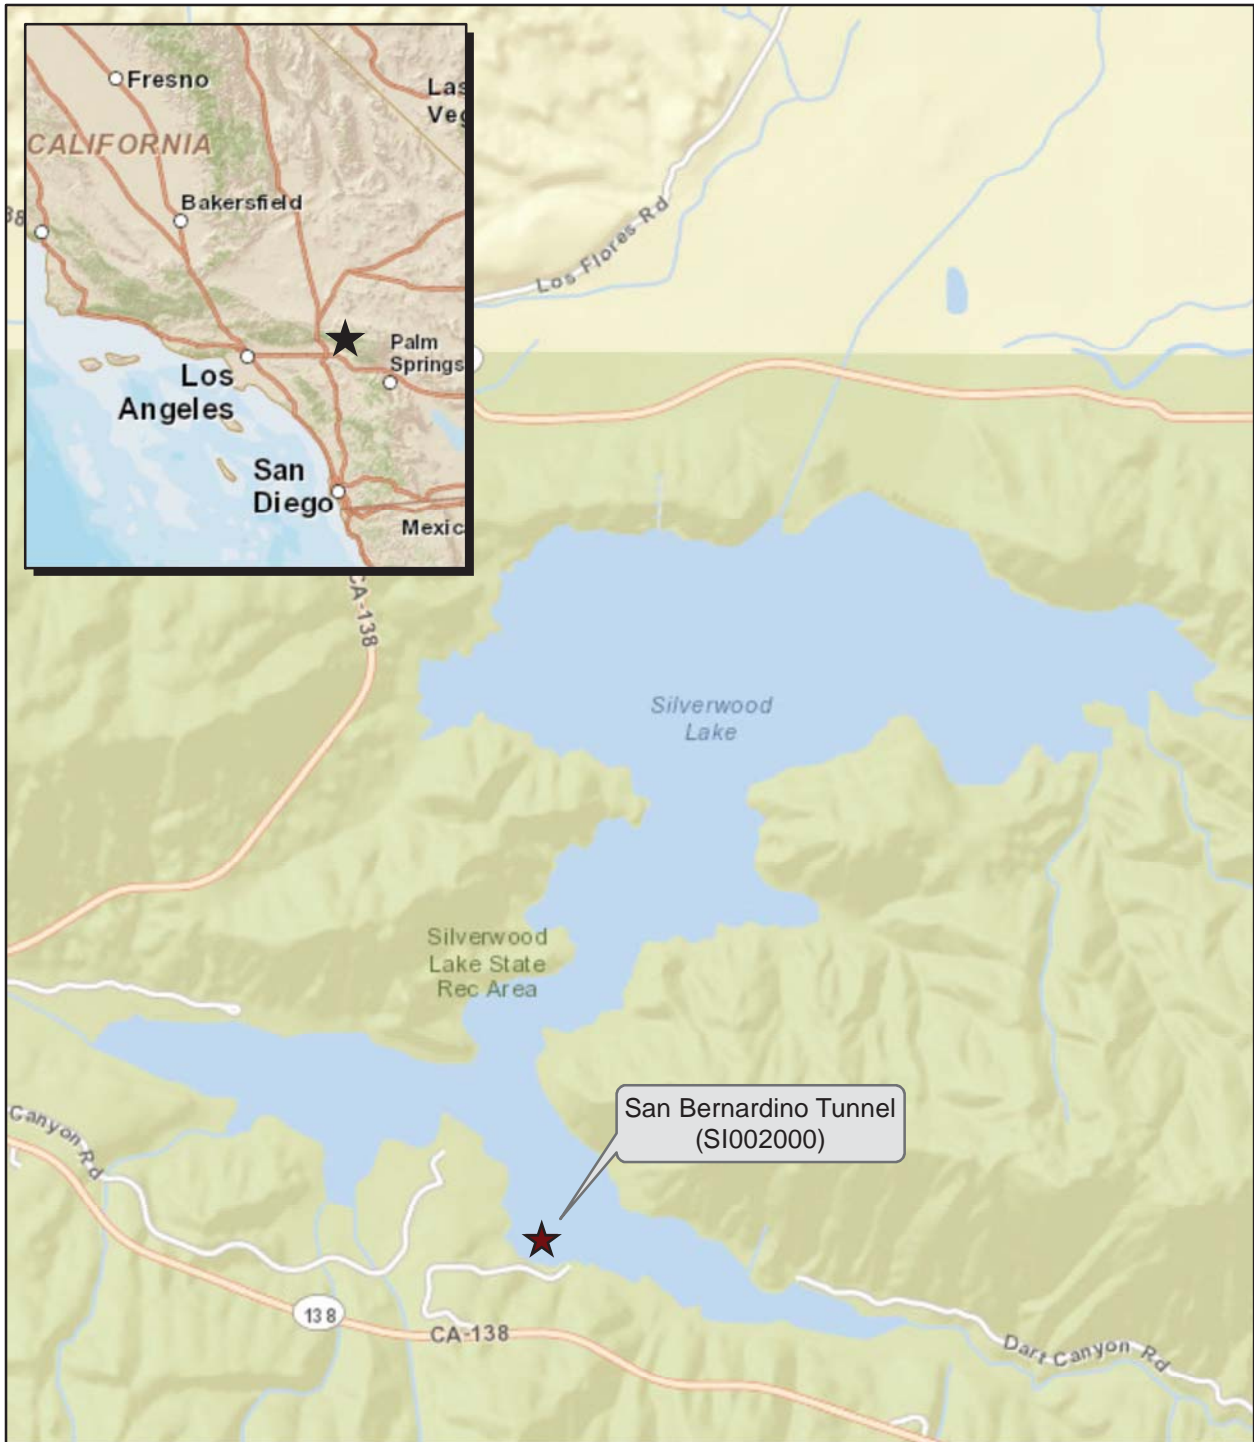 Fresno
Las
Veg
CALIFORNIA
Bakersfield
Palm
Springs
Los
Angeles
San
Diego
Mexic
Los Flores Rd
CA-138
Silverwood
Lake
Silverwood
Lake State
Rec Area
San Bernardino Tunnel
(SI002000)
Canyon Rd
138
CA-138
Dart Canyon Rd